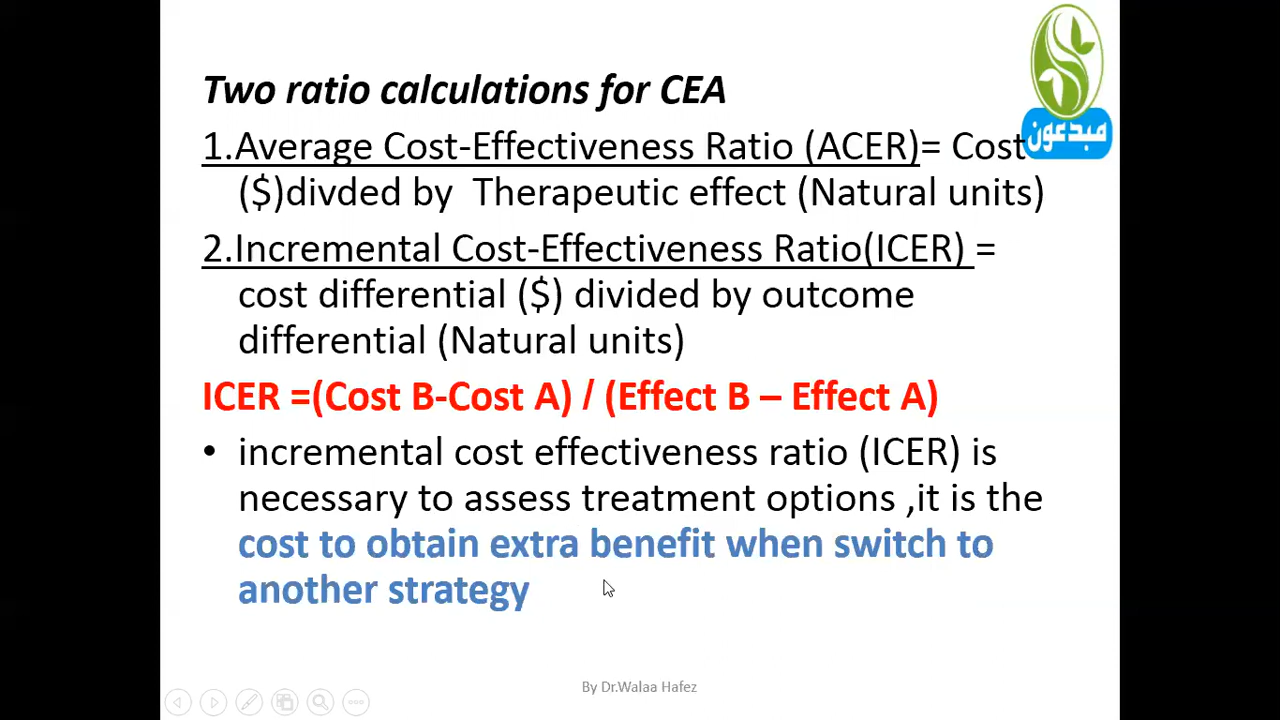 Two ratio calculations for CEA
1.Average Cost-Effectiveness Ratio (ACER)= Cost
($)divded by Therapeutic effect (Natural units)
2.Incremental Cost-Effectiveness Ratio(ICER) =
cost differential ($) divided by outcome
differential (Natural units)
ICER =(Cost B-Cost A) / (Effect B – Effect A)
• incremental cost effectiveness ratio (ICER) is
necessary to assess treatment options ,it is the
cost to obtain extra benefit when switch to
another strategy
By Dr.Walaa Hafez
مبدعون